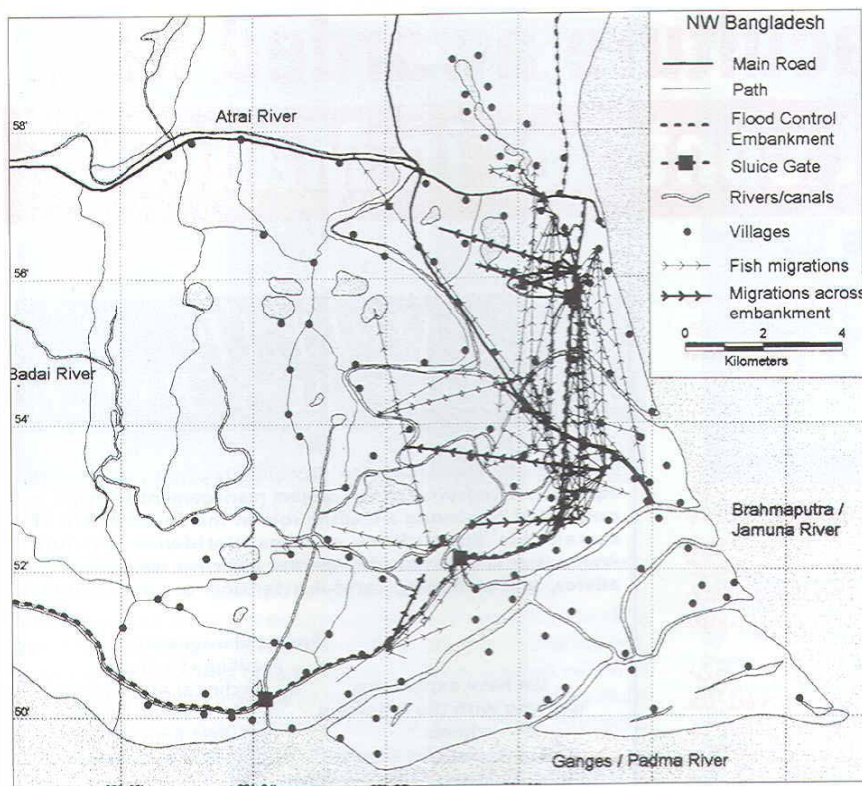 NW Bangladesh
Main Road
Path
Flood Control
Embankment
Sluice Gate
Rivers/canals
Villages
Fish migrations
Migrations across
embankment
0 2 4
Kilometers
Atrai River
58'
56'
Badai River
54'
Brahmaputra /
Jamuna River
52'
50'
Ganges / Padma River